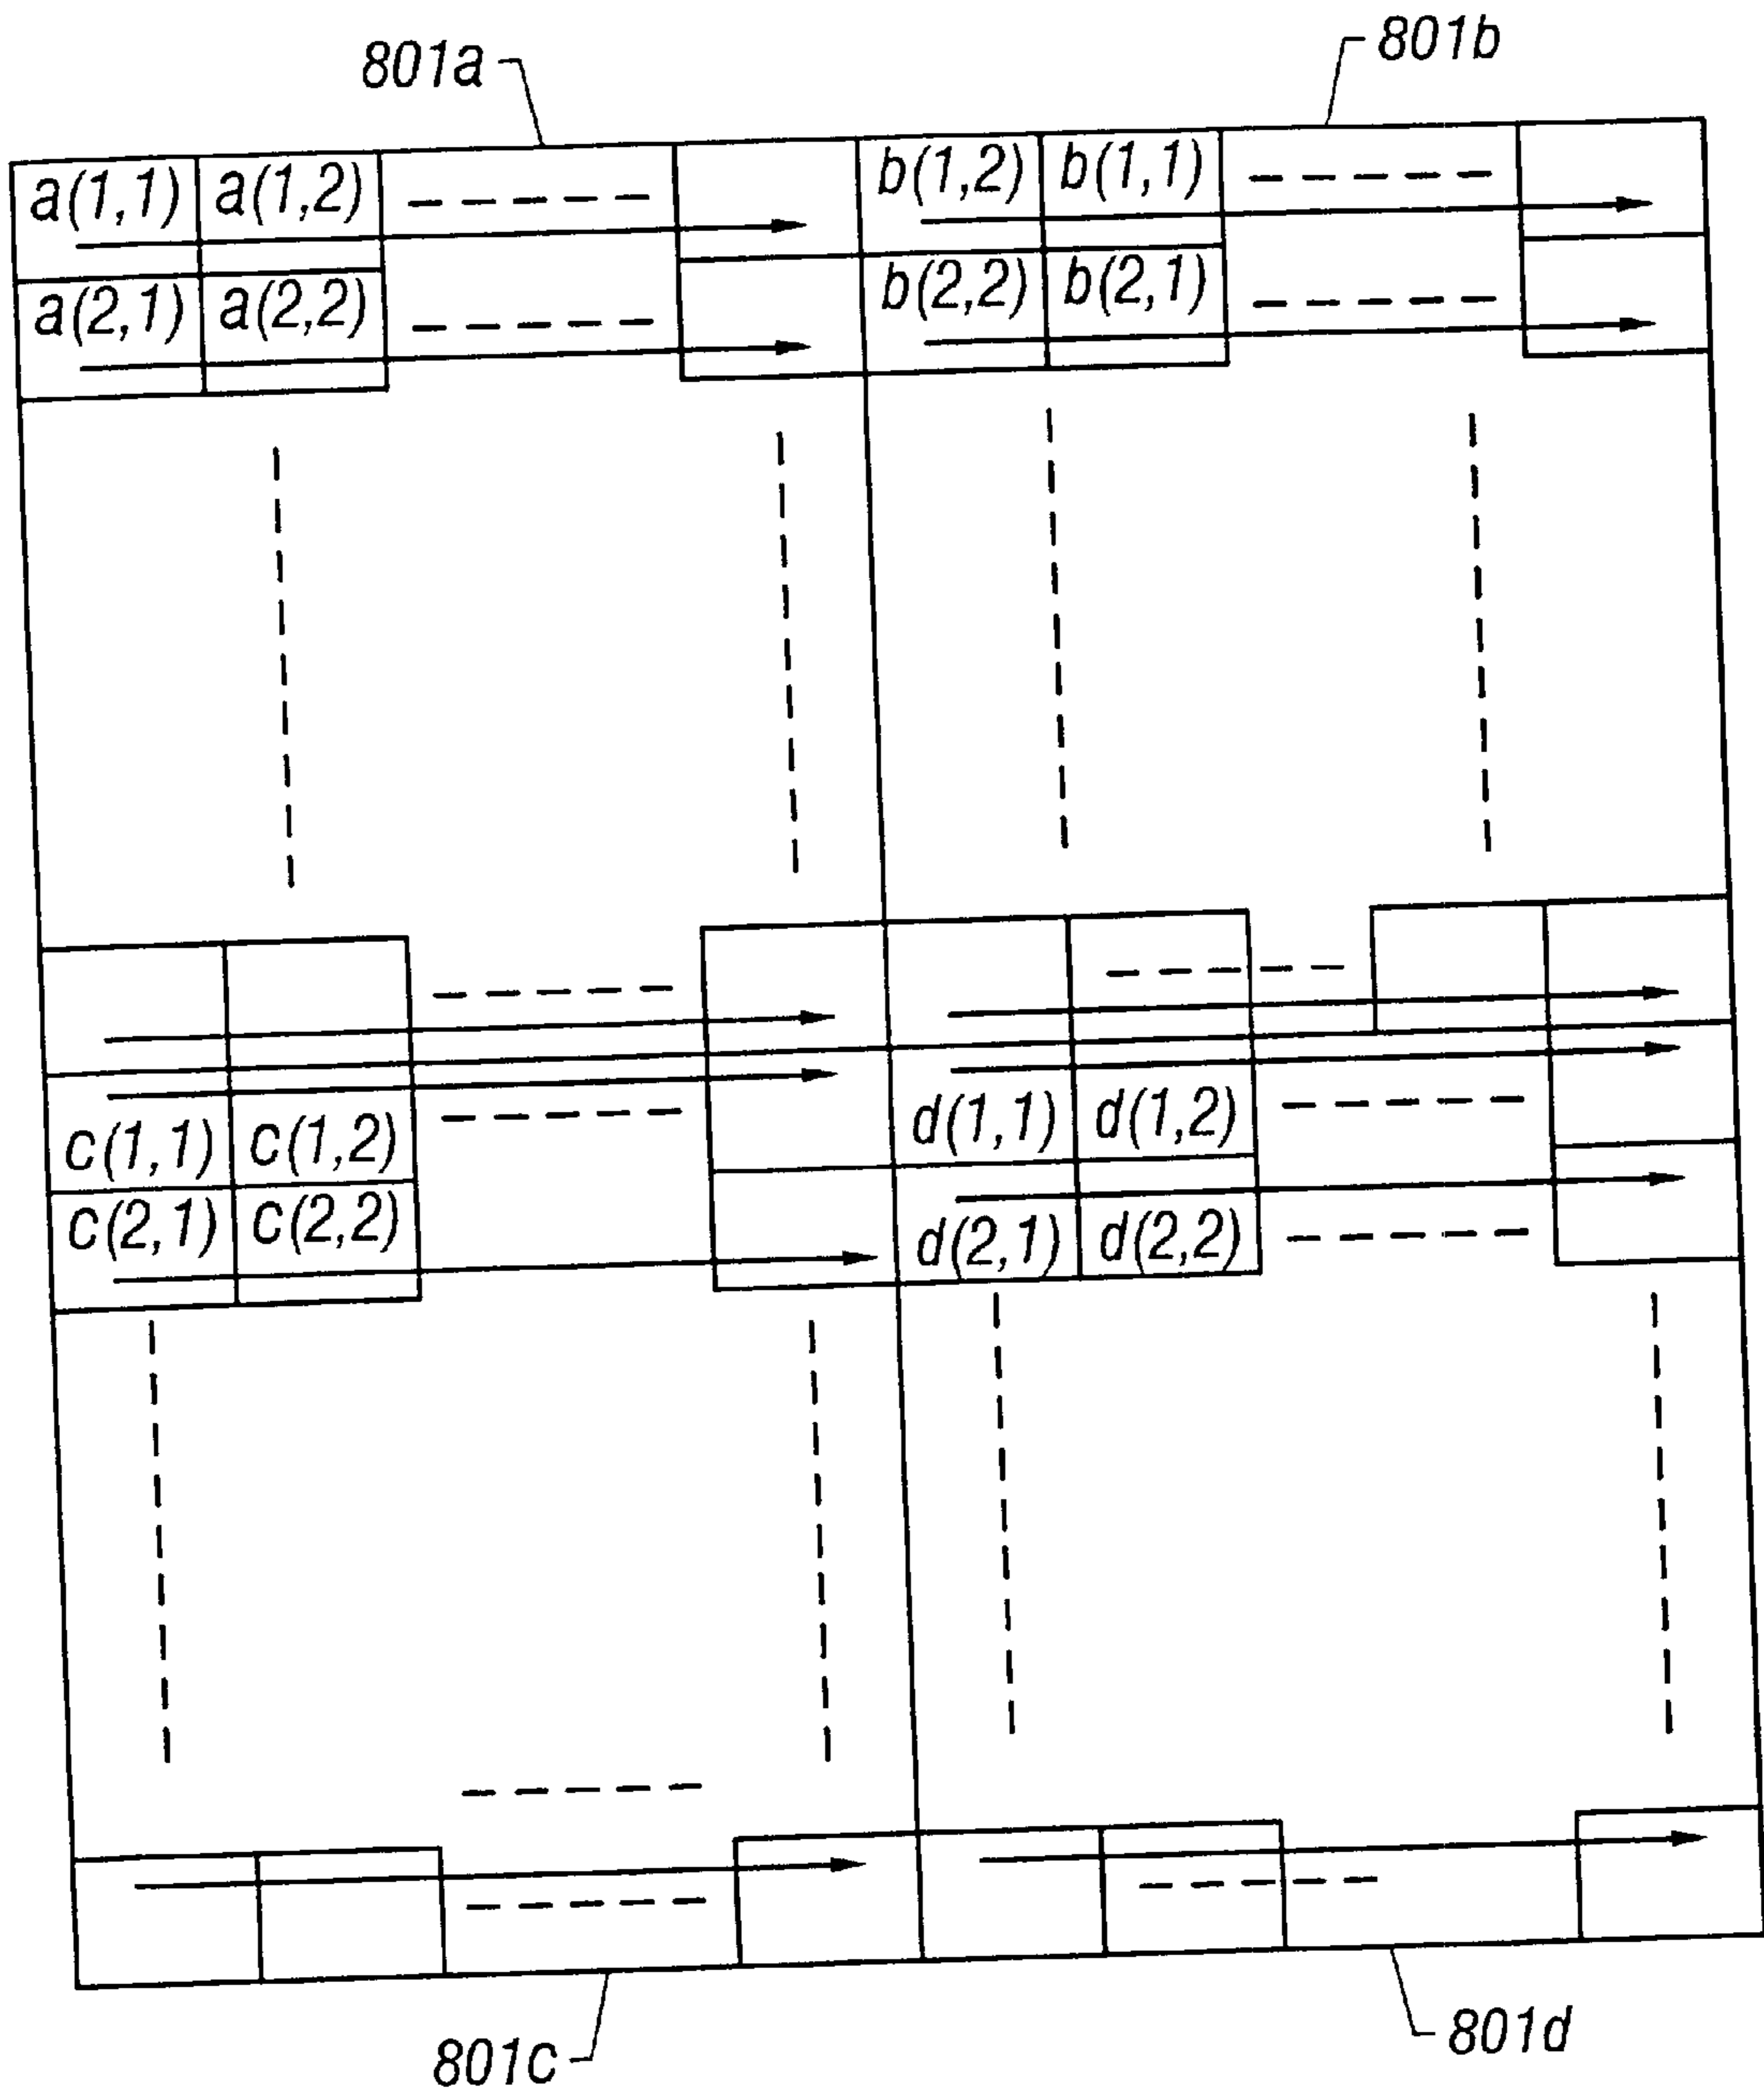 801a 801b
a(1,1) a(1,2) b(1,2) b(1,1)
a(2,1) a(2,2) b(2,2) b(2,1)
c(1,1) c(1,2) d(1,1) d(1,2)
c(2,1) c(2,2) d(2,1) d(2,2)
801c 801d